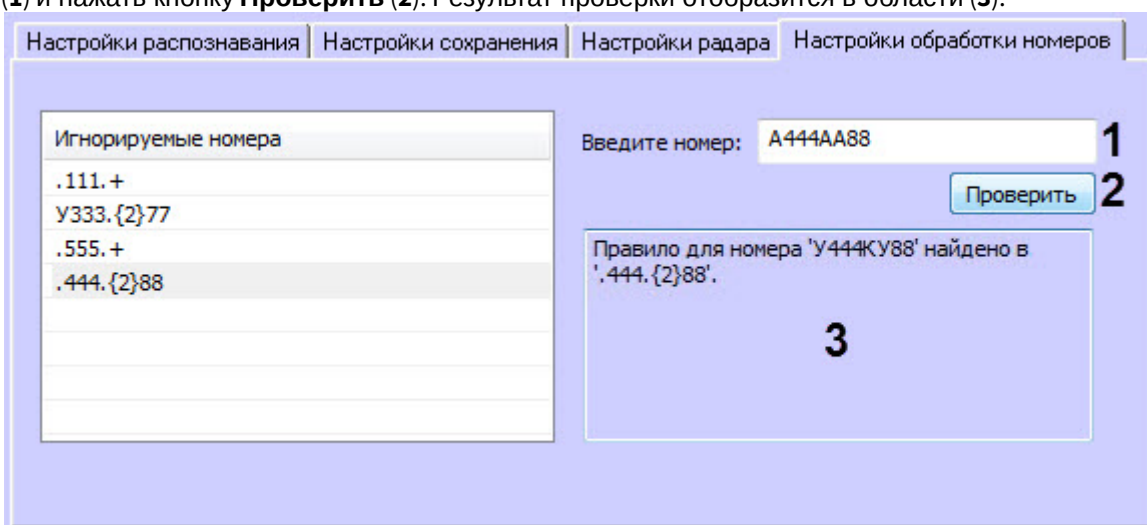 (1) и нажать кнопку Проверить (2). Результат проверки отобразится в области (3).
Настройки распознавания Настройки сохранения Настройки радара Настройки обработки номеров
Игнорируемые номера
.111.+
У333.{2}77
.555.+
.444.{2}88
Введите номер: А444АА88 1
Проверить 2
Правило для номера 'У444КУ88' найдено в
'.444.{2}88'.
3